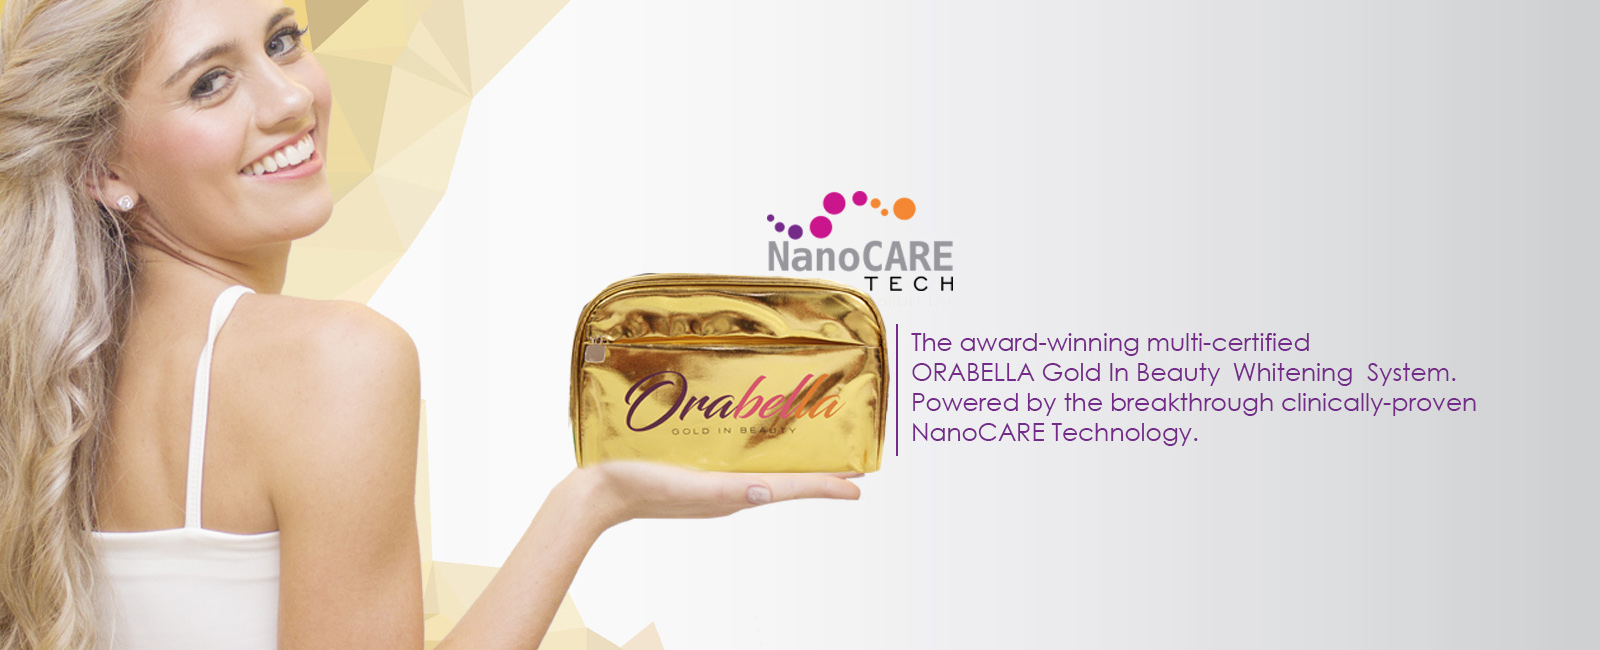 NanoCARE
TECH
Orabella
GOLD IN BEAUTY
The award-winning multi-certified
ORABELLA Gold In Beauty Whitening System.
Powered by the breakthrough clinically-proven
NanoCARE Technology.